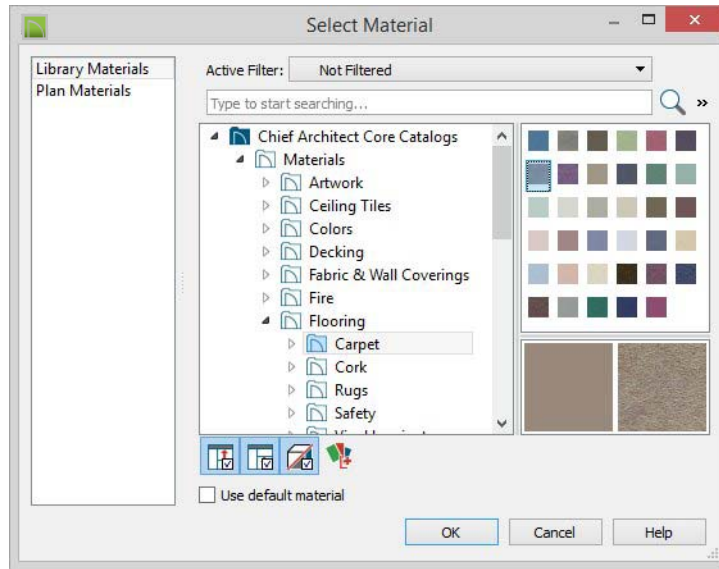 Select Material
Library Materials
Plan Materials
Active Filter: Not Filtered
Type to start searching...
»
Chief Architect Core Catalogs
Materials
Artwork
Ceiling Tiles
Colors
Decking
Fabric & Wall Coverings
Fire
Flooring
Carpet
Cork
Rugs
Safety
Use default material
OK Cancel Help